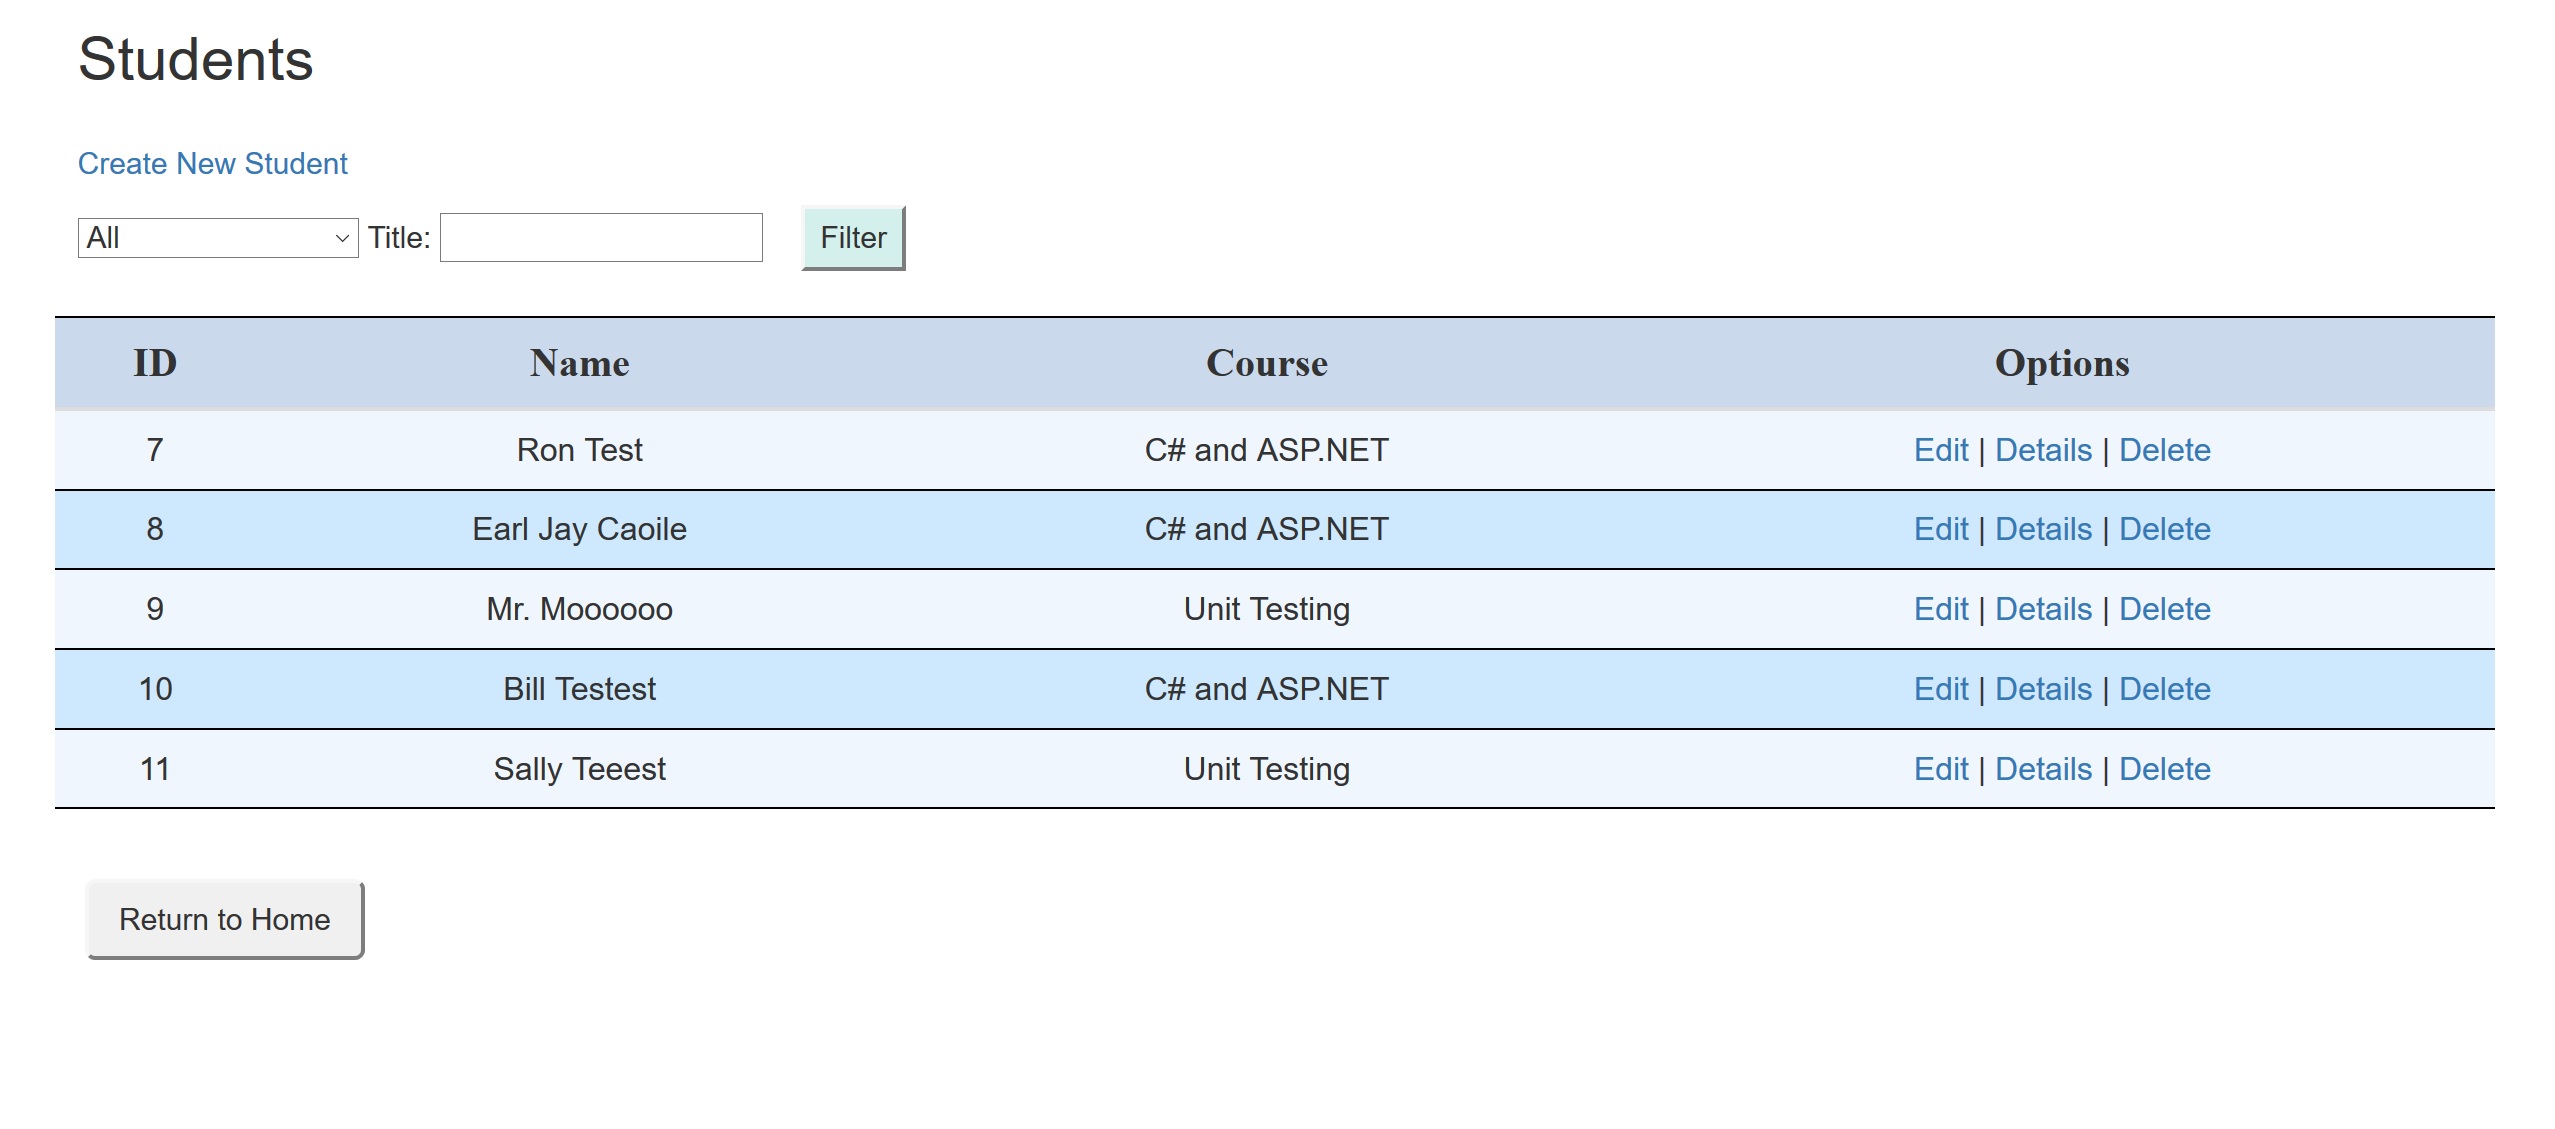 Students
Create New Student
All Title: Filter
ID Name Course Options
7 Ron Test C# and ASP.NET Edit | Details | Delete
8 Earl Jay Caoile C# and ASP.NET Edit | Details | Delete
9 Mr. Moooooo Unit Testing Edit | Details | Delete
10 Bill Testest C# and ASP.NET Edit | Details | Delete
11 Sally Teeest Unit Testing Edit | Details | Delete
Return to Home